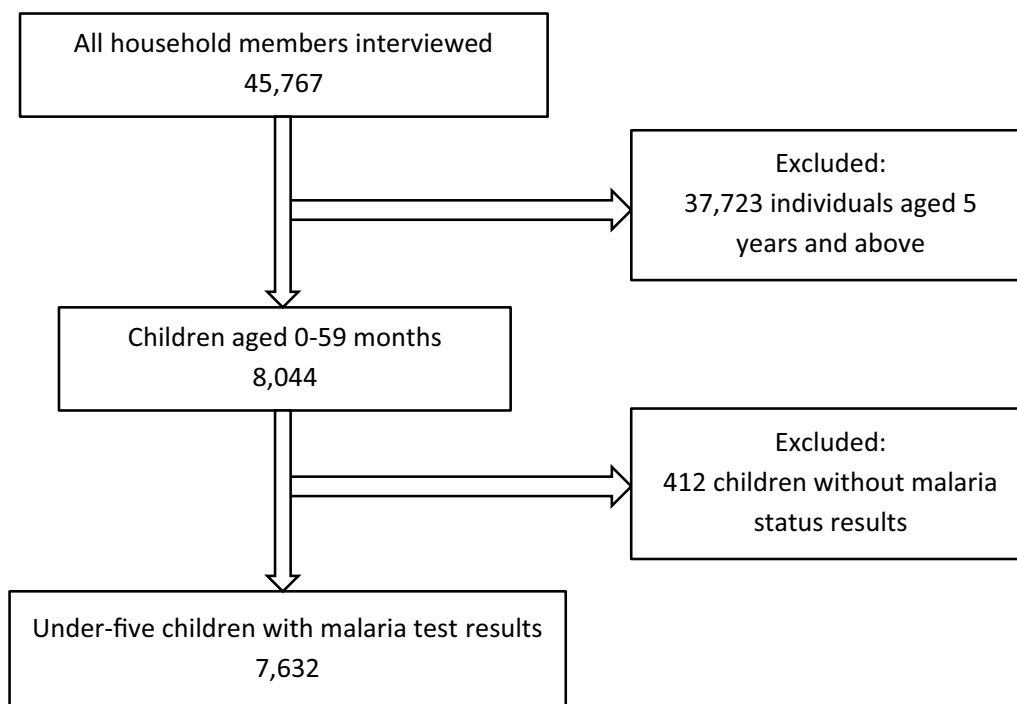 All household members interviewed
45,767
Excluded:
37,723 individuals aged 5
years and above
Children aged 0-59 months
8,044
Excluded:
412 children without malaria
status results
Under-five children with malaria test results
7,632